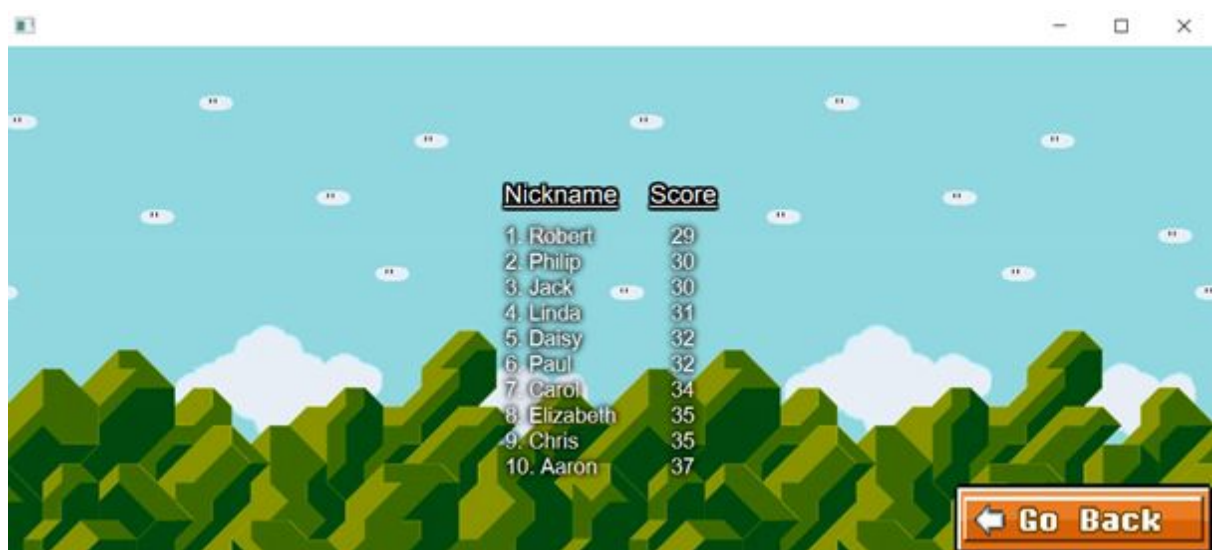 Nickname Score
1. Robert 29
2. Philip 30
3. Jack 30
4. Linda 31
5. Daisy 32
6. Paul 32
7. Carol 34
8. Elizabeth 35
9. Chris 35
10. Aaron 37
Go Back